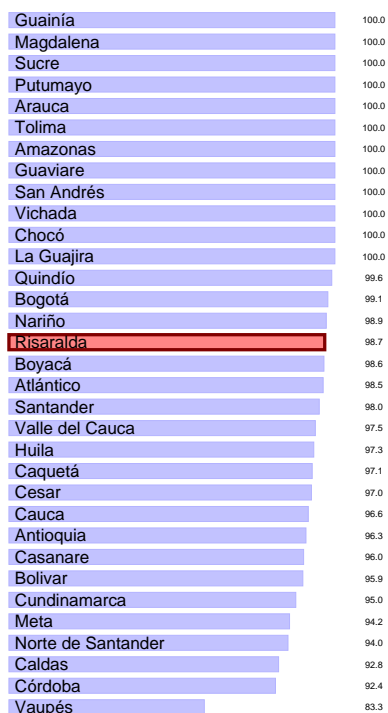 Guainía 100.0
Magdalena 100.0
Sucre 100.0
Putumayo 100.0
Arauca 100.0
Tolima 100.0
Amazonas 100.0
Guaviare 100.0
San Andrés 100.0
Vichada 100.0
Chocó 100.0
La Guajira 100.0
Quindío 99.6
Bogotá 99.1
Nariño 98.9
Risaralda 98.7
Boyacá 98.6
Atlántico 98.5
Santander 98.0
Valle del Cauca 97.5
Huila 97.3
Caquetá 97.1
Cesar 97.0
Cauca 96.6
Antioquia 96.3
Casanare 96.0
Bolivar 95.9
Cundinamarca 95.0
Meta 94.2
Norte de Santander 94.0
Caldas 92.8
Córdoba 92.4
Vaupés 83.3